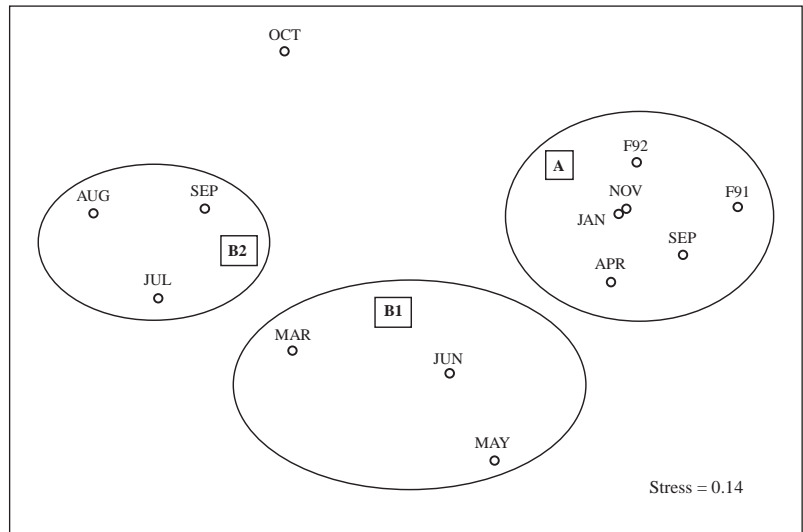 OCT
F92
A
AUG
SEP
NOV
F91
JAN
SEP
B2
APR
JUL
B1
MAR
JUN
MAY
Stress = 0.14